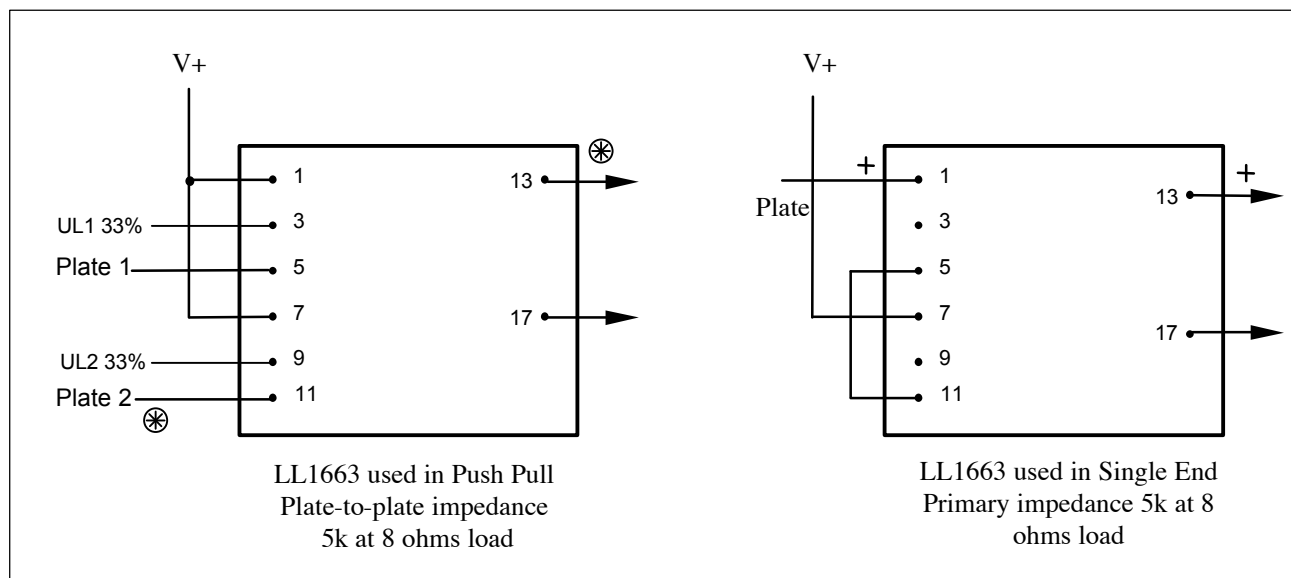 V+
1
13
UL1 33%
3
Plate 1
5
7
17
UL2 33%
9
Plate 2
11
LL1663 used in Push Pull
Plate-to-plate impedance
5k at 8 ohms load
V+
+
1
+
Plate
13
3
5
7
17
9
11
LL1663 used in Single End
Primary impedance 5k at 8
ohms load